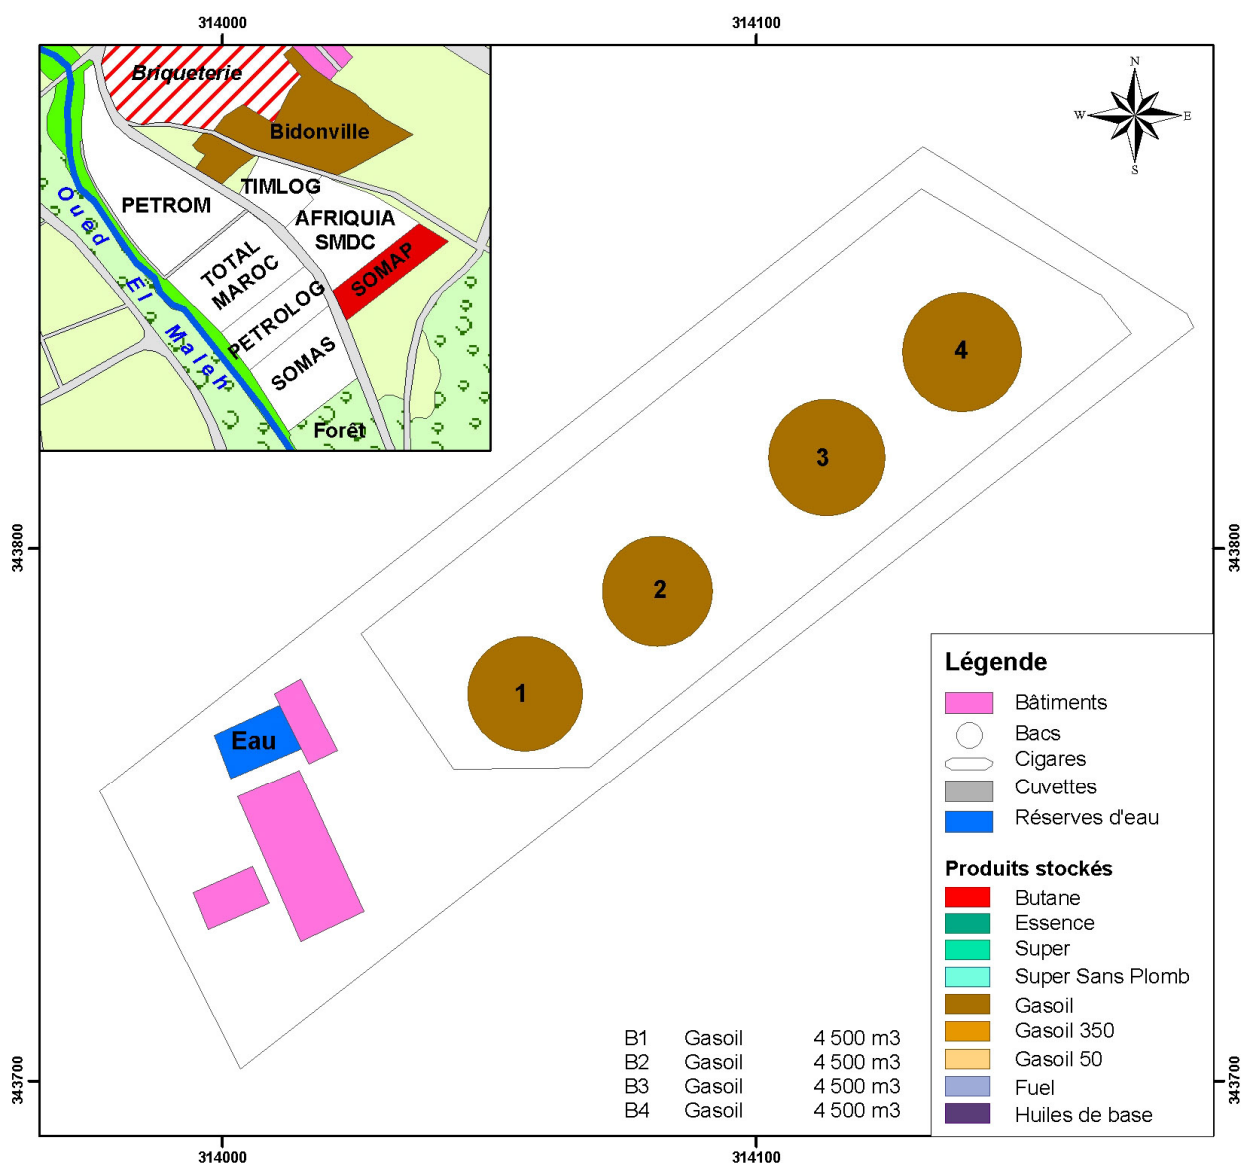 314000
314100
Briqueterie
Bidonville
TIMLOG
PETROM
AFRIQUIA
SMDC
TOTAL
MAROC
SOMAP
PETROLOG
SOMAS
Forêt
Oued El Maleh
N
W
E
S
4
3
2
1
Eau
343800
343800
343700
343700
Légende
Bâtiments
Bacs
Cigares
Cuvettes
Réserves d'eau
Produits stockés
Butane
Essence
Super
Super Sans Plomb
Gasoil
Gasoil 350
Gasoil 50
Fuel
Huiles de base
B1 Gasoil 4 500 m3
B2 Gasoil 4 500 m3
B3 Gasoil 4 500 m3
B4 Gasoil 4 500 m3
314000
314100